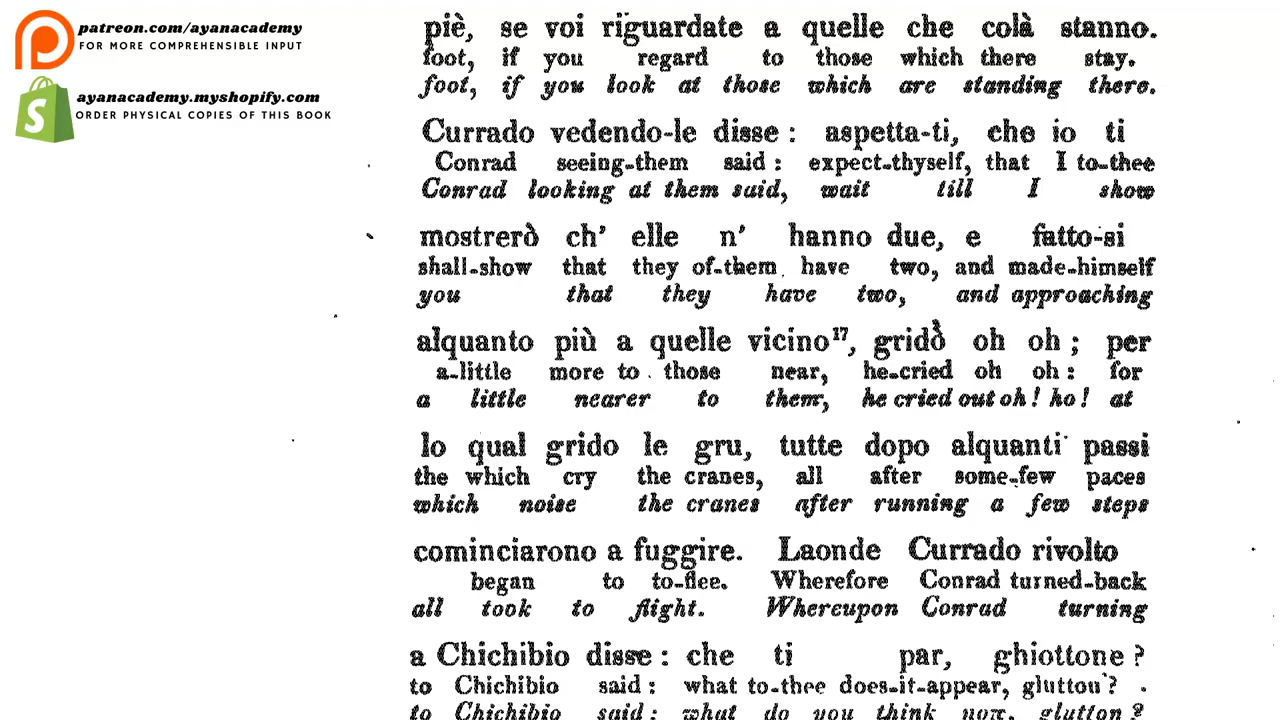 patreon.com/ayanacademy
FOR MORE COMPREHENSIBLE INPUT
ayanacademy.myshopify.com
ORDER PHYSICAL COPIES OF THIS BOOK
piè, se voi riguardate a quelle che colà stanno.
foot, if you regard to those which there stay.
foot, if you look at those which are standing there.
Currado vedendo-le disse : aspetta-ti, che io ti
Conrad seeing-them said : expect-thyself, that I to-thee
Conrad looking at them said, wait till I show
mostrerò ch' elle n' hanno due, e fatto-si
shall-show that they of-them have two, and made-himself
you that they have two, and approaching
alquanto più a quelle vicino¹⁷, gridò oh oh ; per
a-little more to those near, he-cried oh oh : for
a little nearer to them, he cried out oh! ho! at
lo qual grido le gru, tutte dopo alquanti passi
the which cry the cranes, all after some-few paces
which noise the cranes after running a few steps
cominciarono a fuggire. Laonde Currado rivolto
began to to-flee. Wherefore Conrad turned-back
all took to flight. Whereupon Conrad turning
a Chichibio disse : che ti par, ghiottone ?
to Chichibio said : what to-thee does-it-appear, glutton ?
to Chichibio said : what do you think now, glutton ?